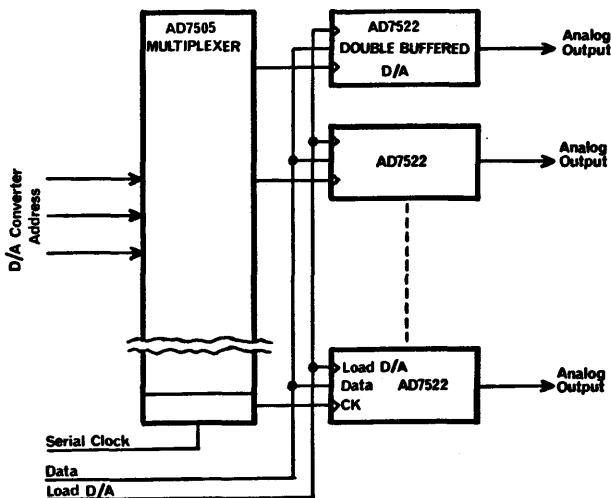 AD7505
MULTIPLEXER
AD7522
DOUBLE BUFFERED
D/A
Analog
Output
AD7522
Analog
Output
D/A Converter
Address
Load D/A
Data
AD7522
CK
Analog
Output
Serial Clock
Data
Load D/A